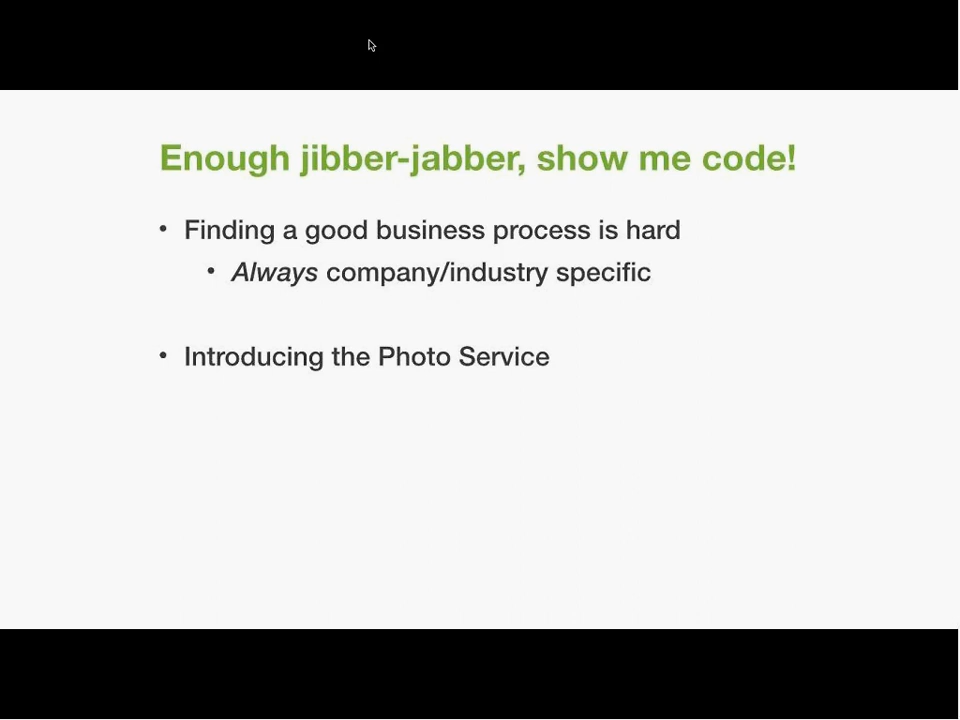 Enough jibber-jabber, show me code!
• Finding a good business process is hard
• Always company/industry specific
• Introducing the Photo Service